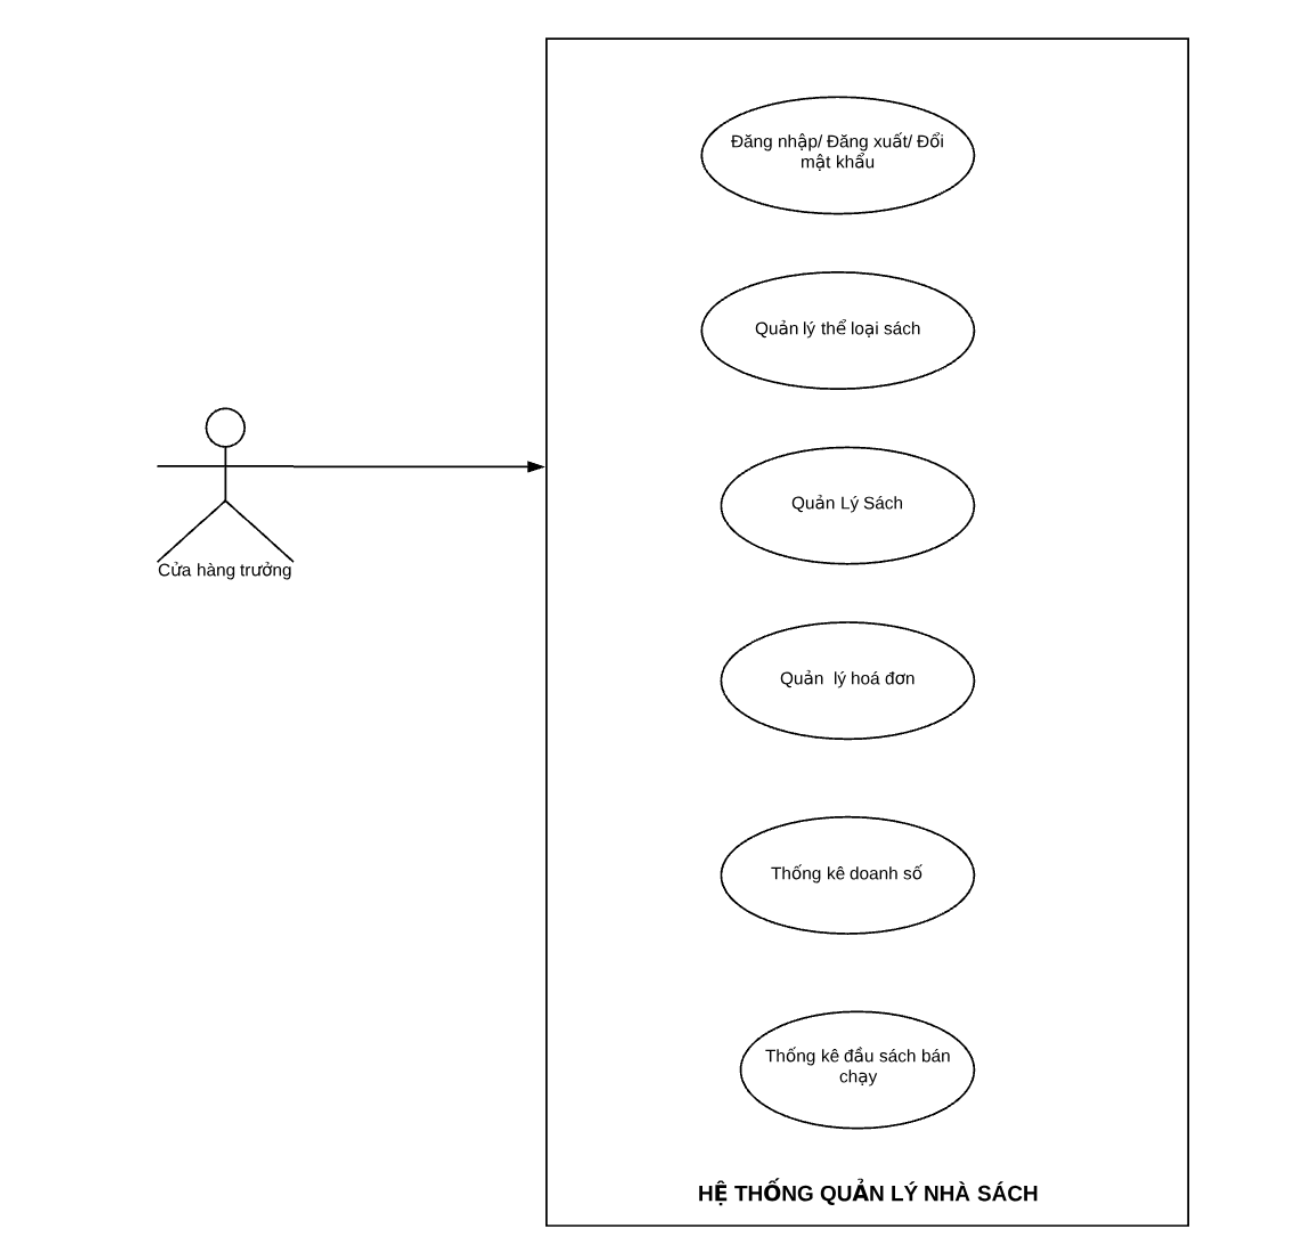 Đăng nhập/ Đăng xuất/ Đổi
mật khẩu
Quản lý thể loại sách
Quản Lý Sách
Cửa hàng trưởng
Quản  lý hoá đơn
Thống kê doanh số
Thống kê đầu sách bán
chạy
HỆ THỐNG QUẢN LÝ NHÀ SÁCH